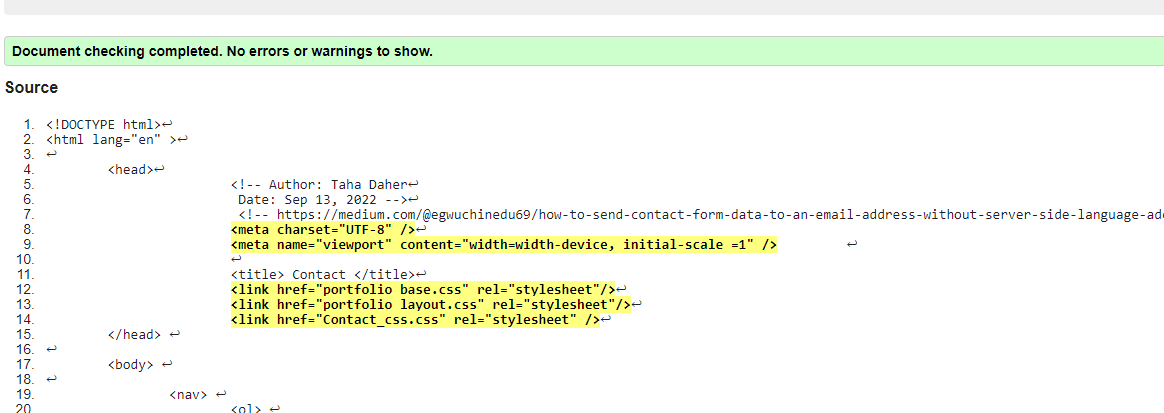 Document checking completed. No errors or warnings to show.
Source
1. <!DOCTYPE html>↩
2. <html lang="en" >↩
3. ↩
4. <head>↩
5. <!-- Author: Taha Daher↩
6. Date: Sep 13, 2022 -->↩
7. <!-- https://medium.com/@egwuchinedu69/how-to-send-contact-form-data-to-an-email-address-without-server-side-language-ad
8. <meta charset="UTF-8" />↩
9. <meta name="viewport" content="width=width-device, initial-scale =1" /> ↩
10. ↩
11. <title> Contact </title>↩
12. <link href="portfolio base.css" rel="stylesheet"/>↩
13. <link href="portfolio layout.css" rel="stylesheet"/>↩
14. <link href="Contact_css.css" rel="stylesheet" />↩
15. </head> ↩
16. ↩
17. <body> ↩
18. ↩
19. <nav> ↩
20. <ol> ↩